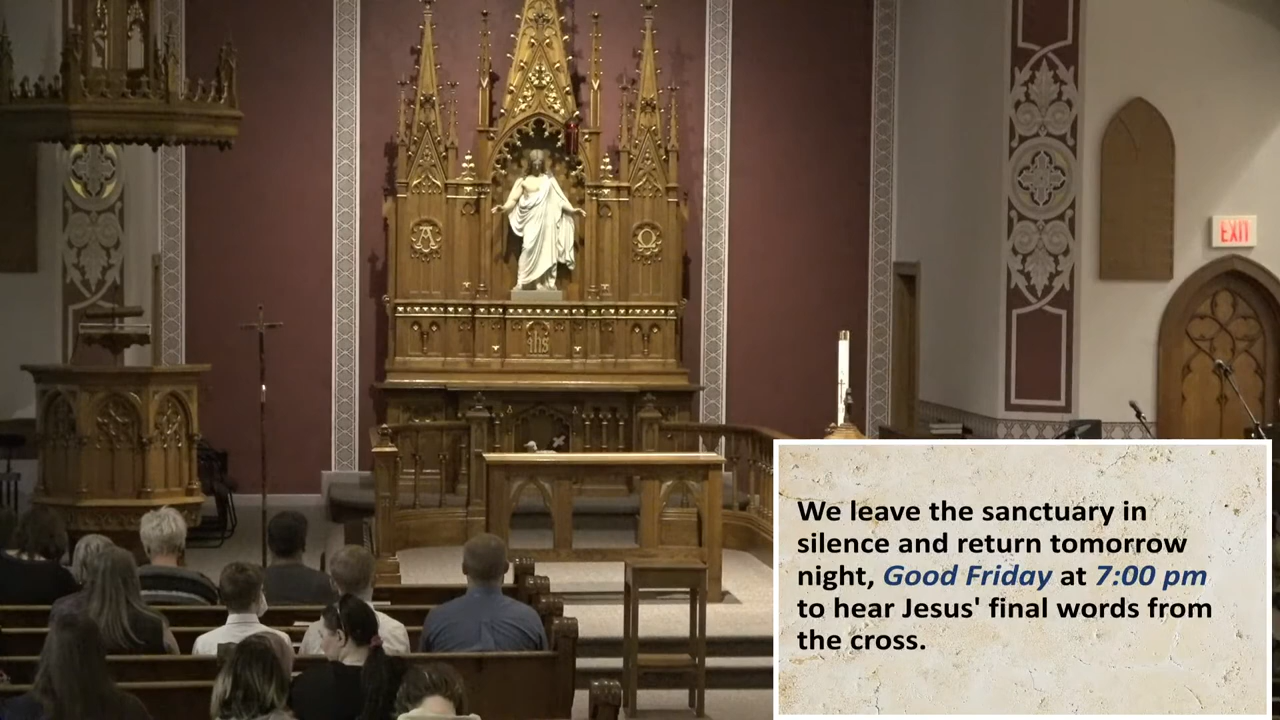 A
Ω
ihs
EXIT
We leave the sanctuary in
silence and return tomorrow
night, Good Friday at 7:00 pm
to hear Jesus' final words from
the cross.